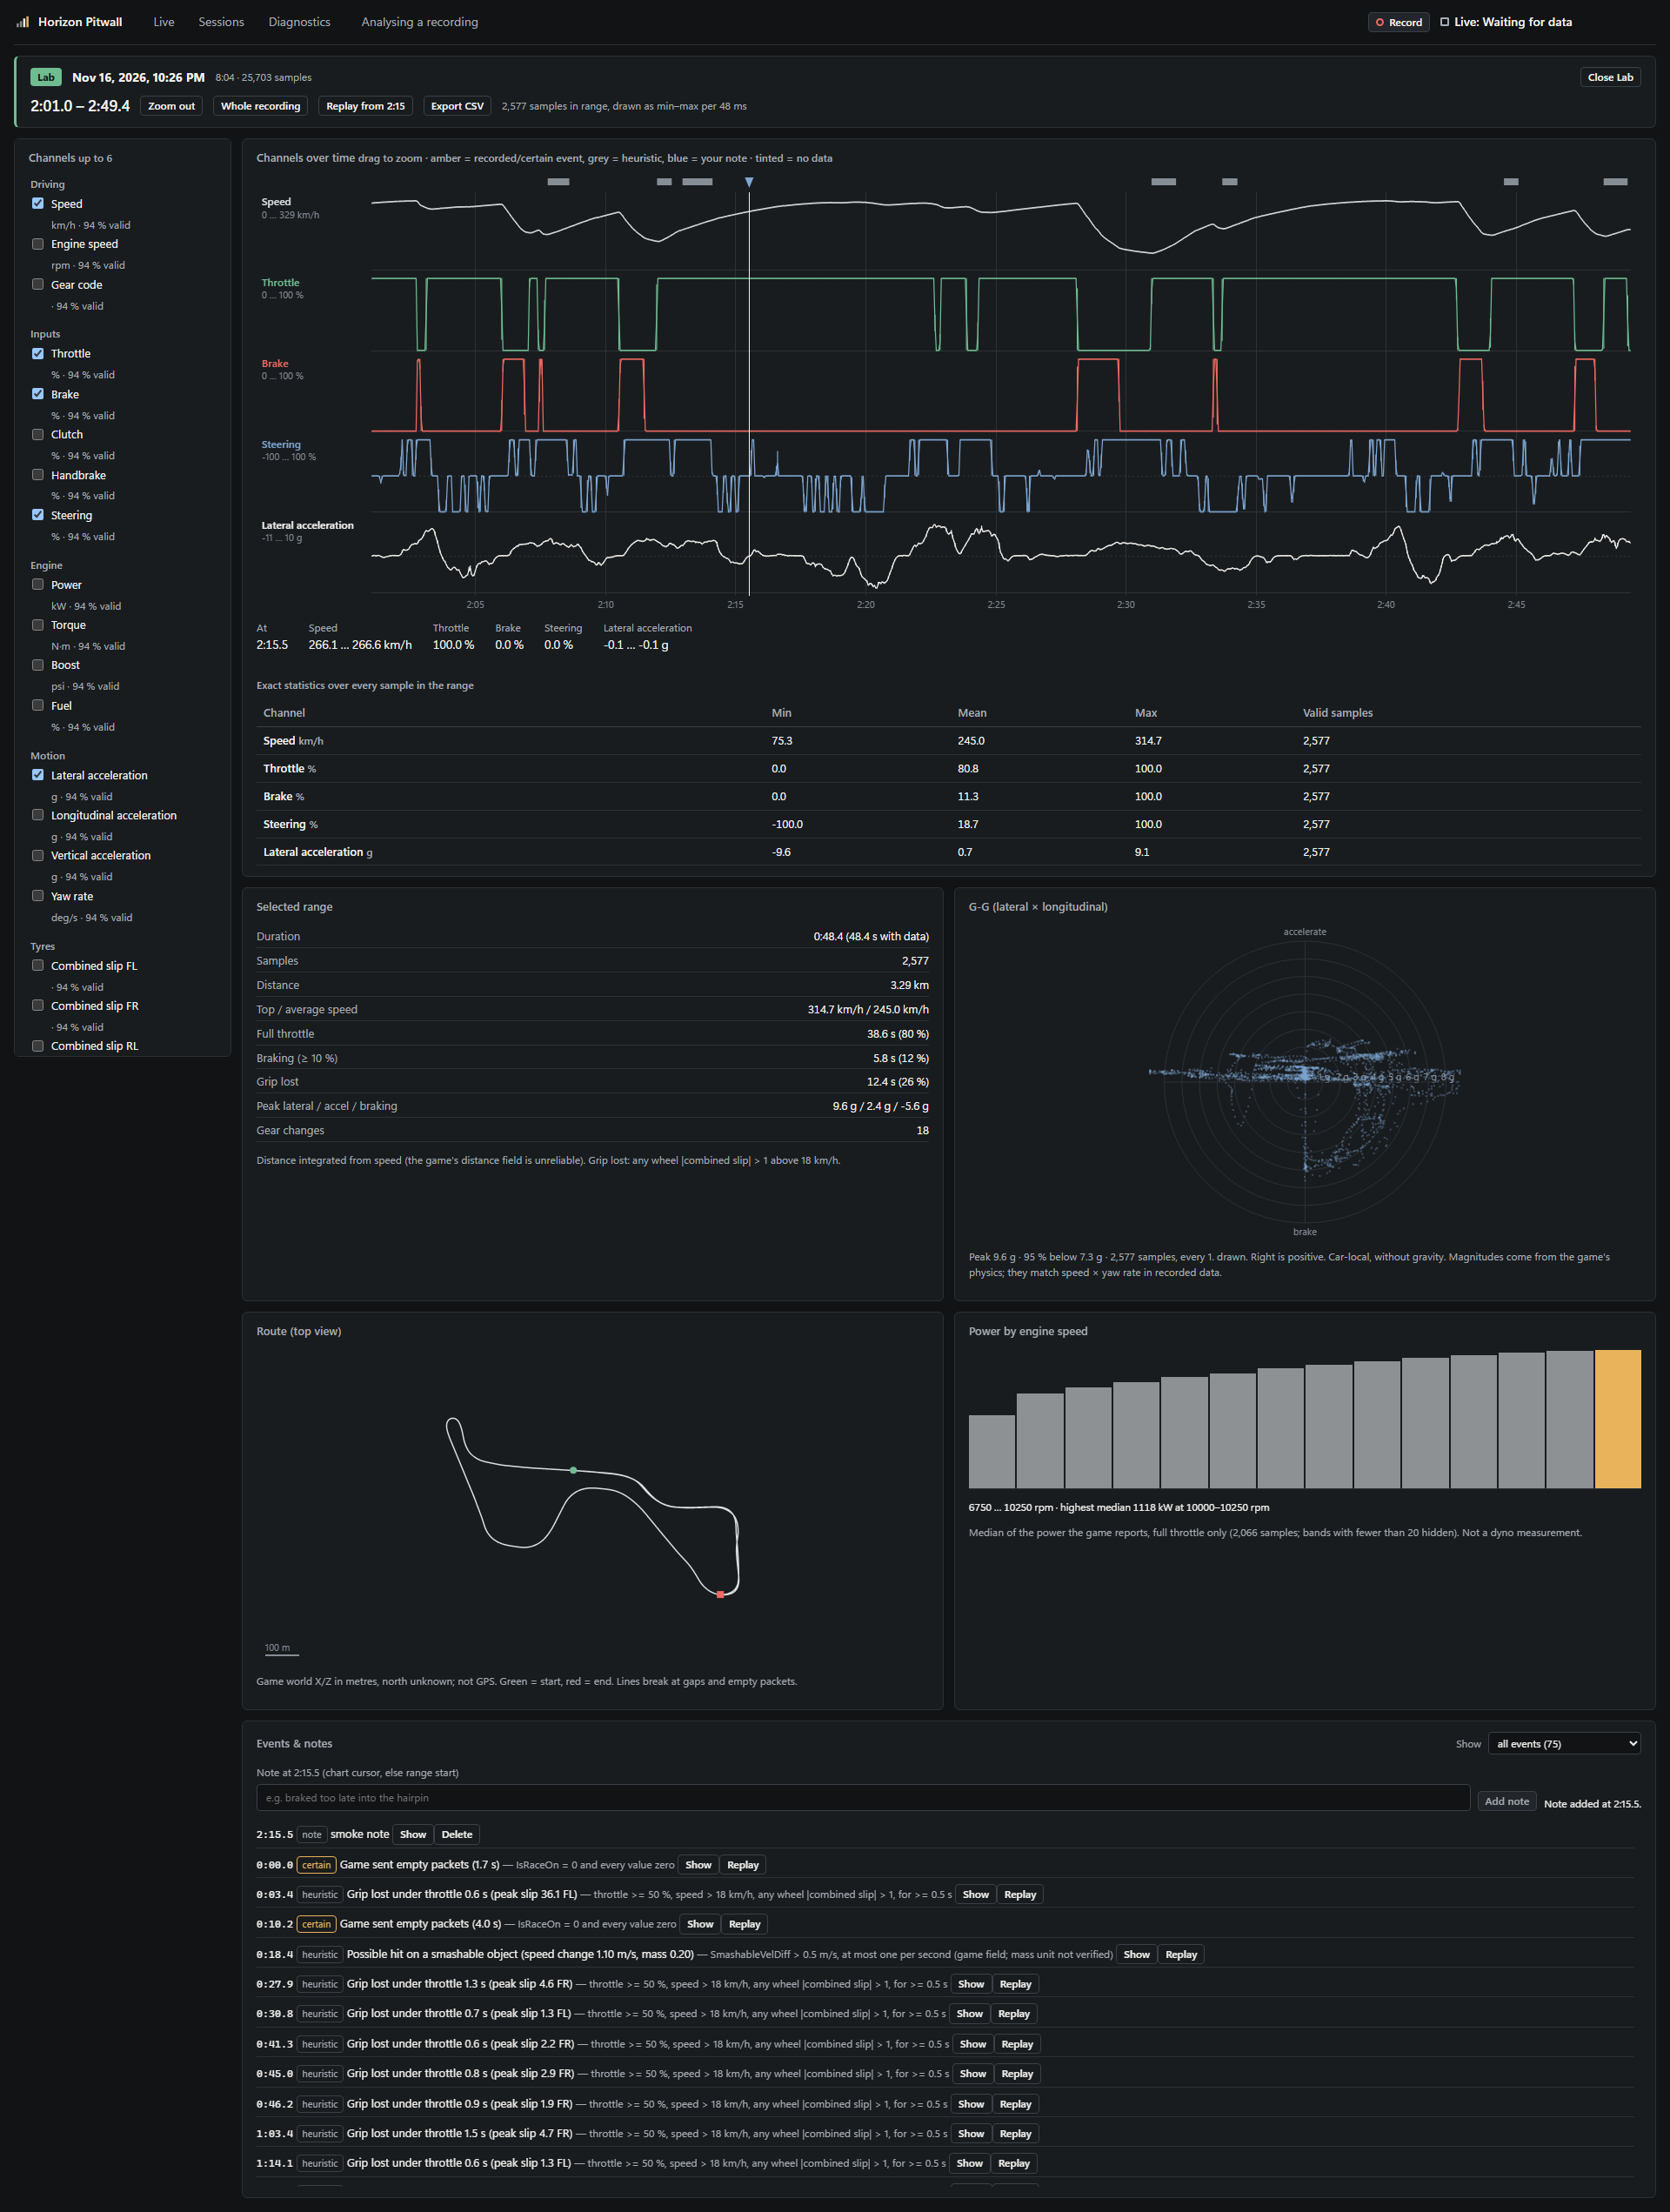 Horizon Pitwall Live Sessions Diagnostics Analysing a recording Record Live: Waiting for data
Lab Nov 16, 2026, 10:26 PM 8:04 · 25,703 samples Close Lab
2:01.0 – 2:49.4 Zoom out Whole recording Replay from 2:15 Export CSV 2,577 samples in range, drawn as min–max per 48 ms
Channels up to 6
Driving
Speed
km/h · 94 % valid
Engine speed
rpm · 94 % valid
Gear code
· 94 % valid
Inputs
Throttle
% · 94 % valid
Brake
% · 94 % valid
Clutch
% · 94 % valid
Handbrake
% · 94 % valid
Steering
% · 94 % valid
Engine
Power
kW · 94 % valid
Torque
N·m · 94 % valid
Boost
psi · 94 % valid
Fuel
% · 94 % valid
Motion
Lateral acceleration
g · 94 % valid
Longitudinal acceleration
g · 94 % valid
Vertical acceleration
g · 94 % valid
Yaw rate
deg/s · 94 % valid
Tyres
Combined slip FL
· 94 % valid
Combined slip FR
· 94 % valid
Combined slip RL
Channels over time drag to zoom · amber = recorded/certain event, grey = heuristic, blue = your note · tinted = no data
Speed
0 ... 329 km/h
Throttle
0 ... 100 %
Brake
0 ... 100 %
Steering
-100 ... 100 %
Lateral acceleration
-11 ... 10 g
2:05 2:10 2:15 2:20 2:25 2:30 2:35 2:40 2:45
At Speed Throttle Brake Steering Lateral acceleration
2:15.5 266.1 ... 266.6 km/h 100.0 % 0.0 % 0.0 % -0.1 ... -0.1 g
Exact statistics over every sample in the range
Channel Min Mean Max Valid samples
Speed km/h 75.3 245.0 314.7 2,577
Throttle % 0.0 80.8 100.0 2,577
Brake % 0.0 11.3 100.0 2,577
Steering % -100.0 18.7 100.0 2,577
Lateral acceleration g -9.6 0.7 9.1 2,577
Selected range
Duration 0:48.4 (48.4 s with data)
Samples 2,577
Distance 3.29 km
Top / average speed 314.7 km/h / 245.0 km/h
Full throttle 38.6 s (80 %)
Braking (≥ 10 %) 5.8 s (12 %)
Grip lost 12.4 s (26 %)
Peak lateral / accel / braking 9.6 g / 2.4 g / -5.6 g
Gear changes 18
Distance integrated from speed (the game's distance field is unreliable). Grip lost: any wheel |combined slip| > 1 above 18 km/h.
G-G (lateral × longitudinal)
accelerate
5 g 6 g 7 g 8 g
brake
Peak 9.6 g · 95 % below 7.3 g · 2,577 samples, every 1. drawn. Right is positive. Car-local, without gravity. Magnitudes come from the game's
physics; they match speed × yaw rate in recorded data.
Route (top view)
100 m
Game world X/Z in metres, north unknown; not GPS. Green = start, red = end. Lines break at gaps and empty packets.
Power by engine speed
6750 ... 10250 rpm · highest median 1118 kW at 10000–10250 rpm
Median of the power the game reports, full throttle only (2,066 samples; bands with fewer than 20 hidden). Not a dyno measurement.
Events & notes Show all events (75)
Note at 2:15.5 (chart cursor, else range start)
e.g. braked too late into the hairpin Add note Note added at 2:15.5.
2:15.5 note smoke note Show Delete
0:00.0 certain Game sent empty packets (1.7 s) — IsRaceOn = 0 and every value zero Show Replay
0:03.4 heuristic Grip lost under throttle 0.6 s (peak slip 36.1 FL) — throttle >= 50 %, speed > 18 km/h, any wheel |combined slip| > 1, for >= 0.5 s Show Replay
0:10.2 certain Game sent empty packets (4.0 s) — IsRaceOn = 0 and every value zero Show Replay
0:18.4 heuristic Possible hit on a smashable object (speed change 1.10 m/s, mass 0.20) — SmashableVelDiff > 0.5 m/s, at most one per second (game field; mass unit not verified) Show Replay
0:27.9 heuristic Grip lost under throttle 1.3 s (peak slip 4.6 FR) — throttle >= 50 %, speed > 18 km/h, any wheel |combined slip| > 1, for >= 0.5 s Show Replay
0:30.8 heuristic Grip lost under throttle 0.7 s (peak slip 1.3 FL) — throttle >= 50 %, speed > 18 km/h, any wheel |combined slip| > 1, for >= 0.5 s Show Replay
0:41.3 heuristic Grip lost under throttle 0.6 s (peak slip 2.2 FR) — throttle >= 50 %, speed > 18 km/h, any wheel |combined slip| > 1, for >= 0.5 s Show Replay
0:45.0 heuristic Grip lost under throttle 0.8 s (peak slip 2.9 FR) — throttle >= 50 %, speed > 18 km/h, any wheel |combined slip| > 1, for >= 0.5 s Show Replay
0:46.2 heuristic Grip lost under throttle 0.9 s (peak slip 1.9 FR) — throttle >= 50 %, speed > 18 km/h, any wheel |combined slip| > 1, for >= 0.5 s Show Replay
1:03.4 heuristic Grip lost under throttle 1.5 s (peak slip 4.7 FR) — throttle >= 50 %, speed > 18 km/h, any wheel |combined slip| > 1, for >= 0.5 s Show Replay
1:14.1 heuristic Grip lost under throttle 0.6 s (peak slip 1.3 FL) — throttle >= 50 %, speed > 18 km/h, any wheel |combined slip| > 1, for >= 0.5 s Show Replay